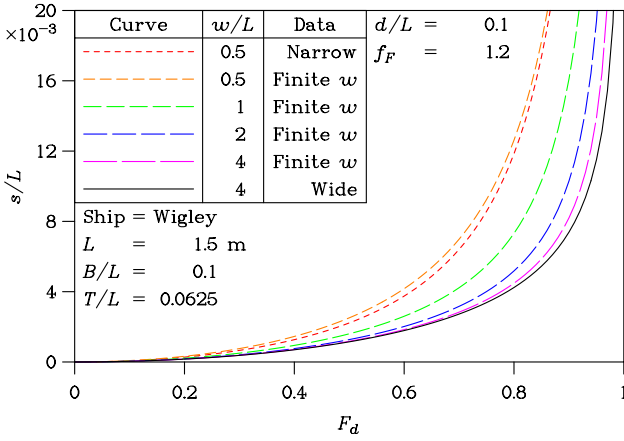 20
×10⁻³
16
12
8
4
0
s/L
Curve w/L Data
0.5 Narrow
0.5 Finite w
1 Finite w
2 Finite w
4 Finite w
4 Wide
d/L = 0.1
f_F = 1.2
Ship = Wigley
L = 1.5 m
B/L = 0.1
T/L = 0.0625
0 0.2 0.4 0.6 0.8 1
F_d